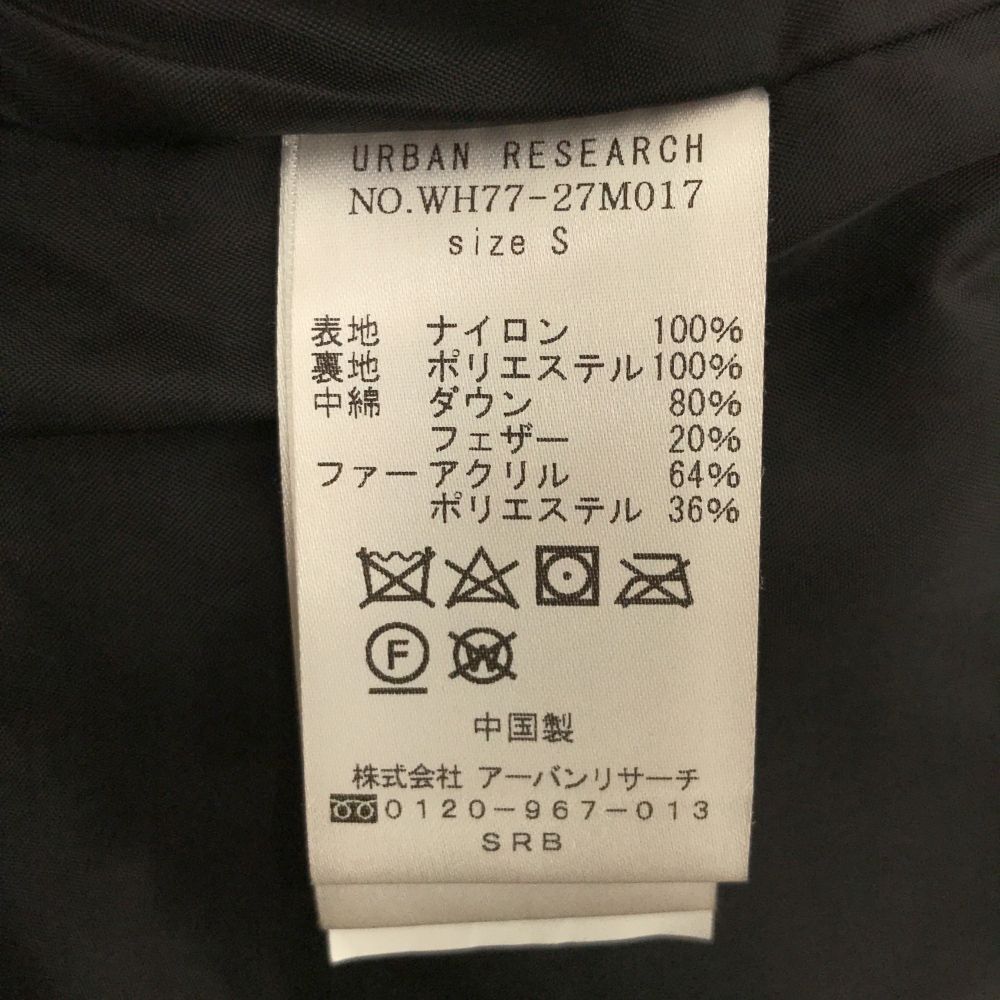 URBAN RESEARCH
NO.WH77-27M017
size S
表地 ナイロン 100%
裏地 ポリエステル 100%
中綿 ダウン 80%
フェザー 20%
ファー アクリル 64%
ポリエステル 36%
F
W
中国製
株式会社 アーバンリサーチ
0120-967-013
SRB